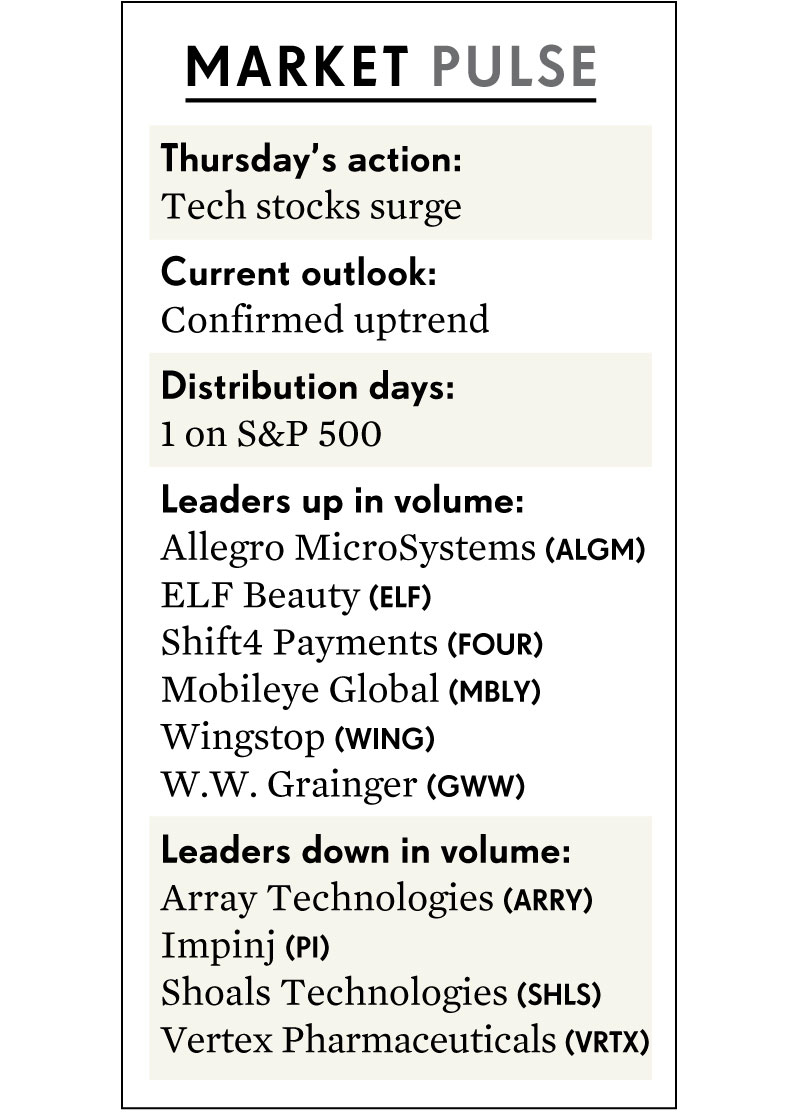 MARKET PULSE
Thursday’s action:
Tech stocks surge
Current outlook:
Confirmed uptrend
Distribution days:
1 on S&P 500
Leaders up in volume:
Allegro MicroSystems (ALGM)
ELF Beauty (ELF)
Shift4 Payments (FOUR)
Mobileye Global (MBLY)
Wingstop (WING)
W.W. Grainger (GWW)
Leaders down in volume:
Array Technologies (ARRY)
Impinj (PI)
Shoals Technologies (SHLS)
Vertex Pharmaceuticals (VRTX)